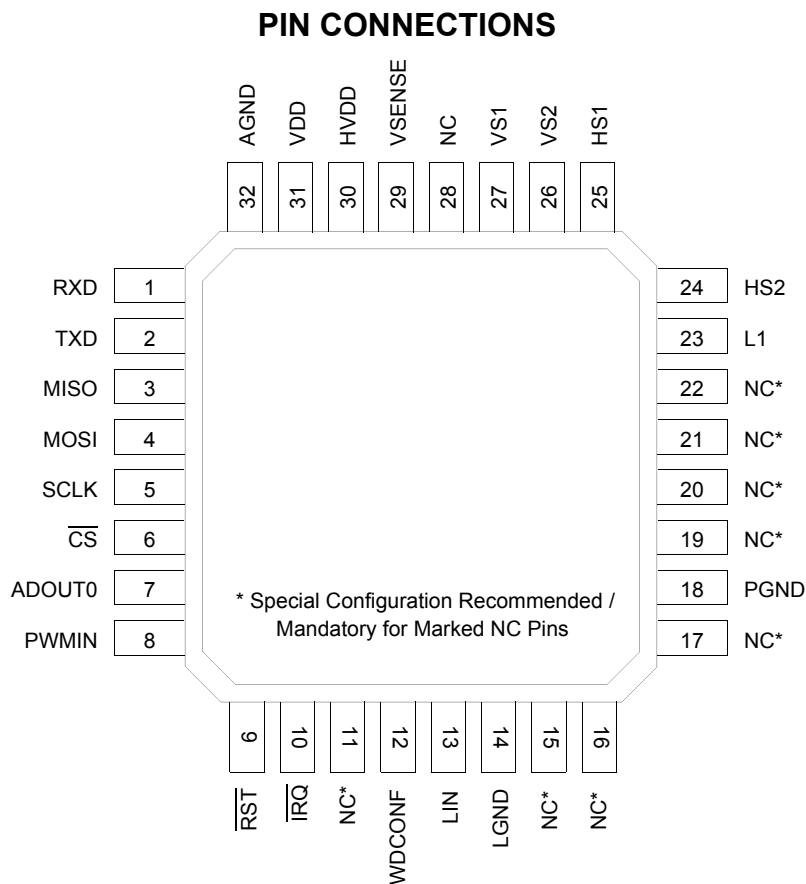 PIN CONNECTIONS
AGND
VDD
HVDD
VSENSE
NC
VS1
VS2
HS1
32
31
30
29
28
27
26
25
RXD 1
TXD 2
MISO 3
MOSI 4
SCLK 5
CS 6
ADOUT0 7
PWMIN 8
24 HS2
23 L1
22 NC*
21 NC*
20 NC*
19 NC*
18 PGND
17 NC*
* Special Configuration Recommended /
Mandatory for Marked NC Pins
9
10
11
12
13
14
15
16
RST
IRQ
NC*
WDCONF
LIN
LGND
NC*
NC*